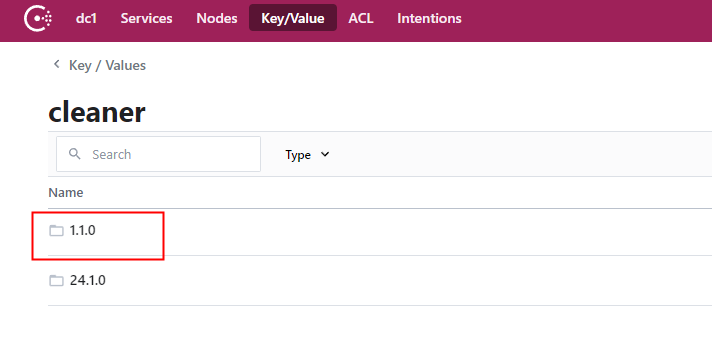 dc1 Services Nodes Key/Value ACL Intentions
Key / Values
cleaner
Search Type
Name
1.1.0
24.1.0